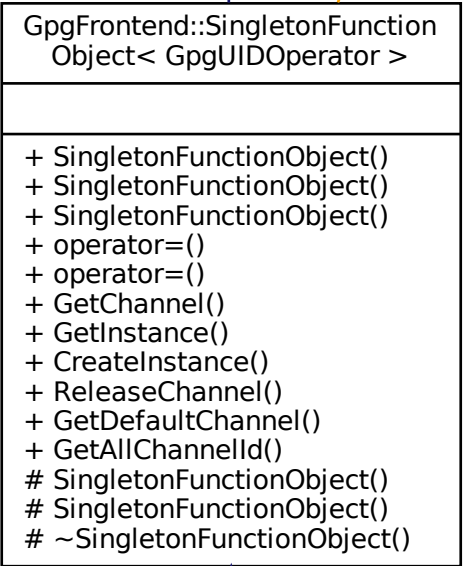 GpgFrontend::SingletonFunction
Object< GpgUIDOperator >
+ SingletonFunctionObject()
+ SingletonFunctionObject()
+ SingletonFunctionObject()
+ operator=()
+ operator=()
+ GetChannel()
+ GetInstance()
+ CreateInstance()
+ ReleaseChannel()
+ GetDefaultChannel()
+ GetAllChannelId()
# SingletonFunctionObject()
# SingletonFunctionObject()
# ~SingletonFunctionObject()